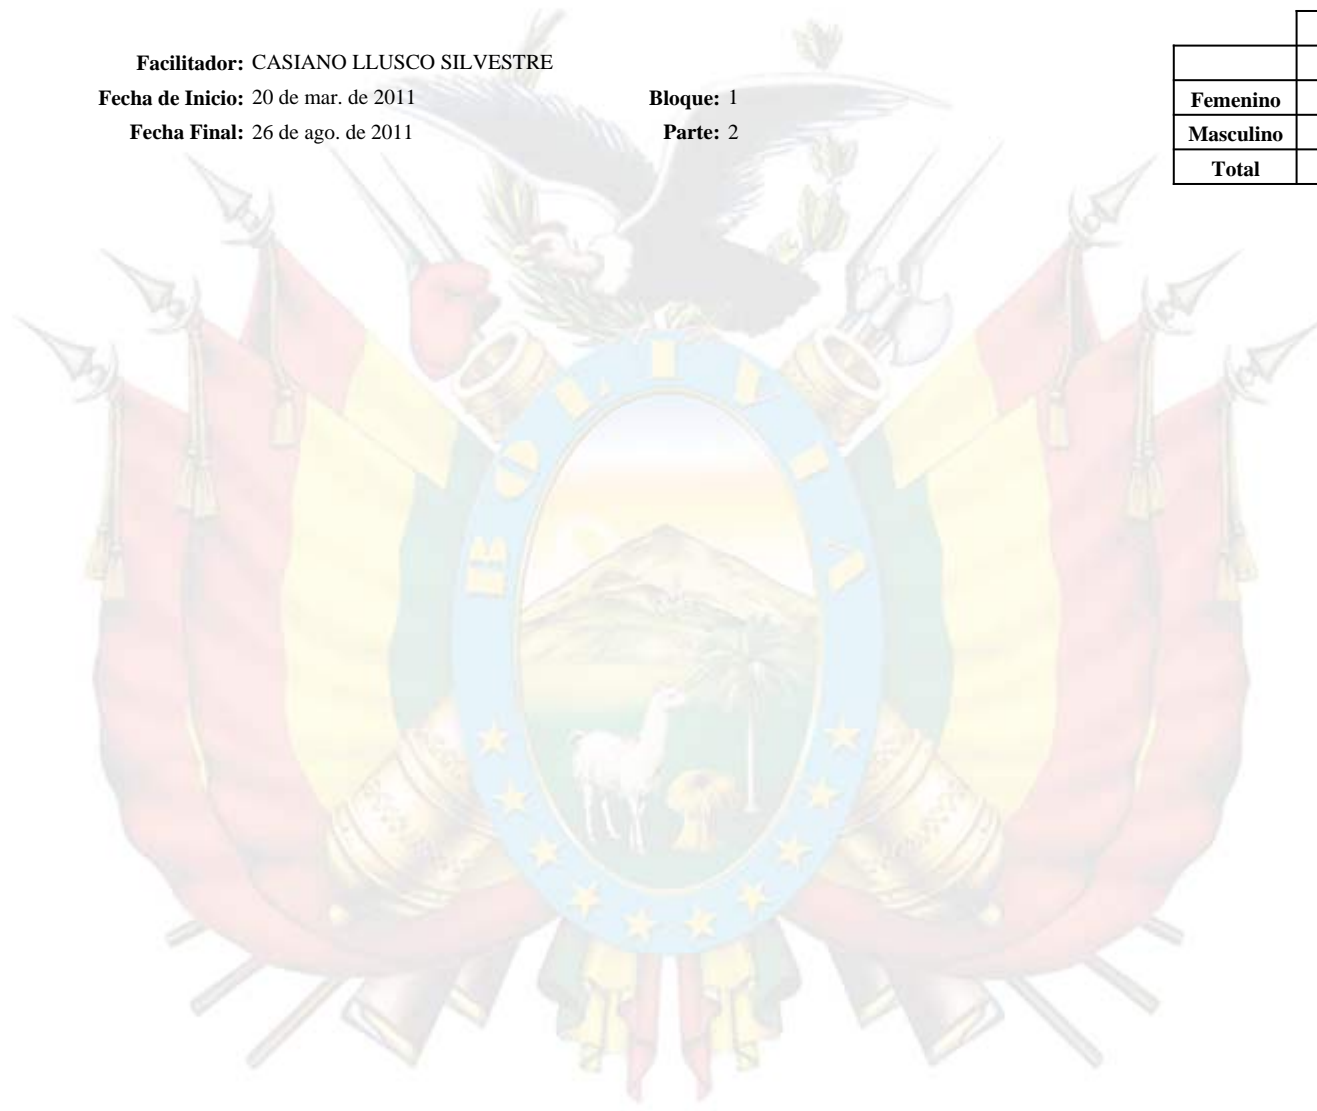 Facilitador: CASIANO LLUSCO SILVESTRE
Fecha de Inicio: 20 de mar. de 2011 Bloque: 1
Fecha Final: 26 de ago. de 2011 Parte: 2
Femenino
Masculino
Total
BOLIVIA